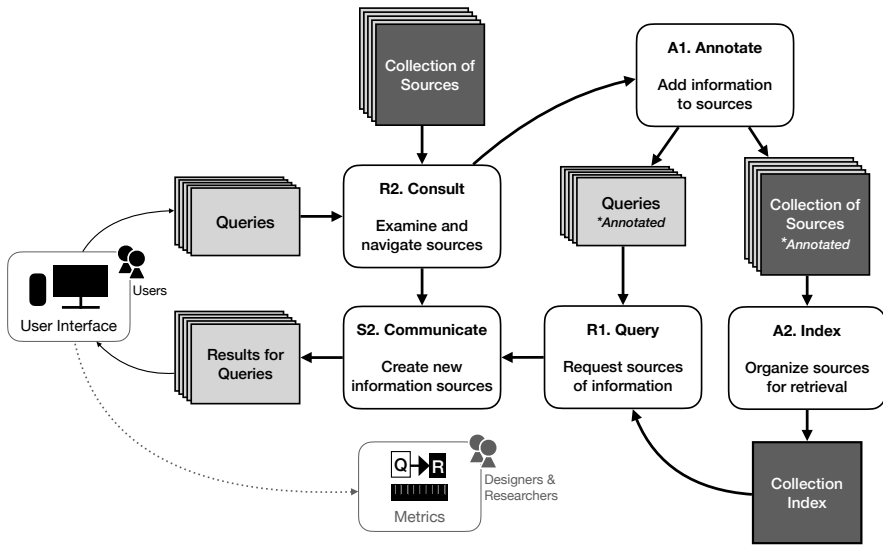 Collection of
Sources
A1. Annotate
Add information
to sources
Queries
R2. Consult
Examine and
navigate sources
Queries
*Annotated
Collection
of Sources
*Annotated
Users
User Interface
Results for
Queries
S2. Communicate
Create new
information sources
R1. Query
Request sources
of information
A2. Index
Organize sources
for retrieval
Q
R
Designers &
Researchers
Metrics
Collection
Index